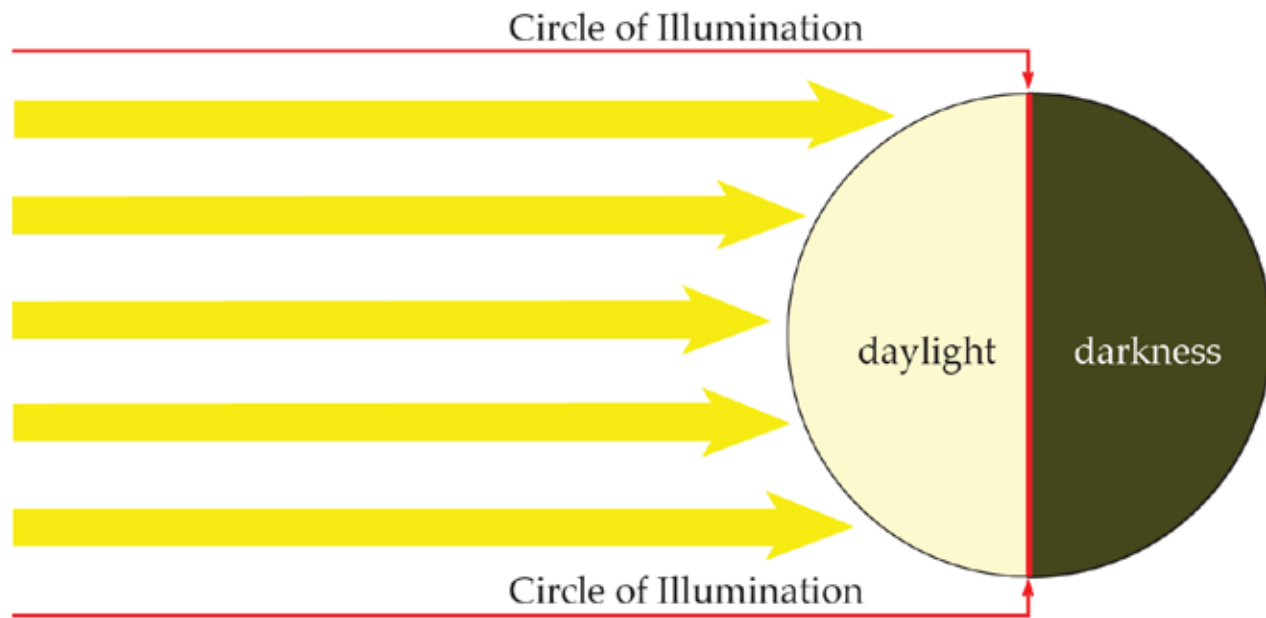 Circle of Illumination
daylight
darkness
Circle of Illumination